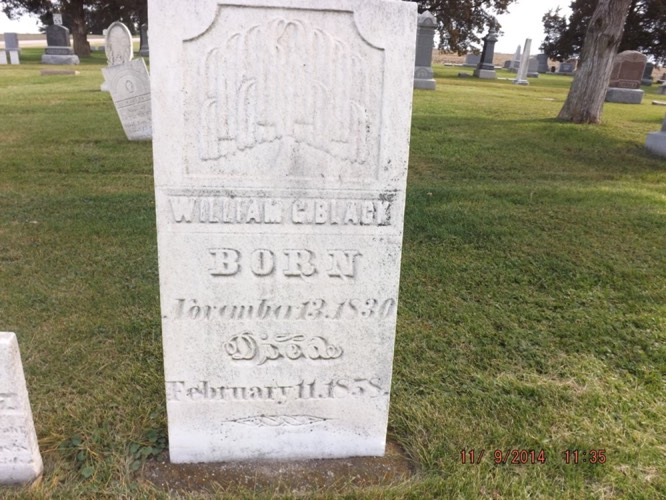 WILLIAM C. BLACK
BORN
November 13. 1830
Died
February 11. 1858.
11/ 9/2014 11:35